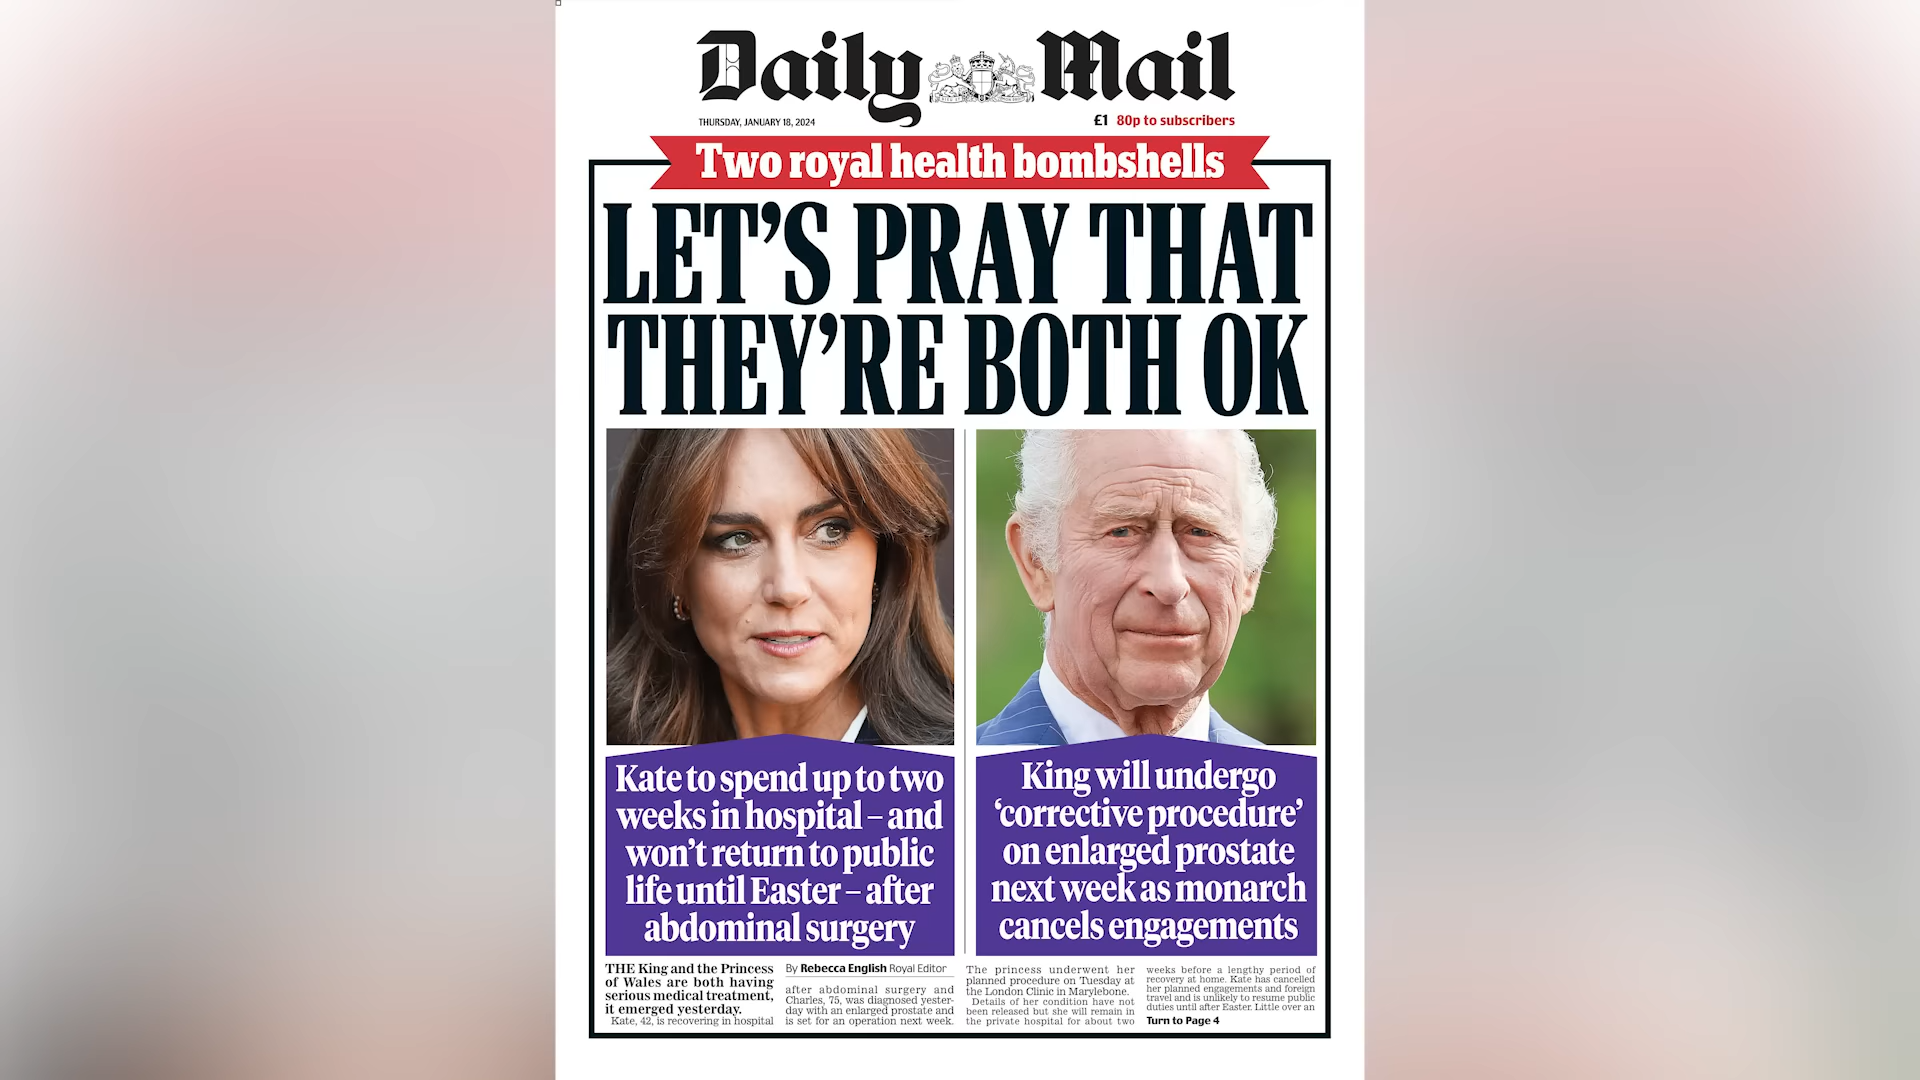 Daily Mail
THURSDAY, JANUARY 18, 2024
£1 80p to subscribers
Two royal health bombshells
LET'S PRAY THAT
THEY'RE BOTH OK
Kate to spend up to two
weeks in hospital – and
won't return to public
life until Easter – after
abdominal surgery
King will undergo
'corrective procedure'
on enlarged prostate
next week as monarch
cancels engagements
THE King and the Princess
of Wales are both having
serious medical treatment,
it emerged yesterday.
Kate, 42, is recovering in hospital
By Rebecca English Royal Editor
after abdominal surgery and
Charles, 75, was diagnosed yester-
day with an enlarged prostate and
is set for an operation next week.
The princess underwent her
planned procedure on Tuesday at
the London Clinic in Marylebone.
Details of her condition have not
been released but she will remain in
the private hospital for about two
weeks before a lengthy period of
recovery at home. Kate has cancelled
her planned engagements and foreign
travel and is unlikely to resume public
duties until after Easter. Little over an
Turn to Page 4